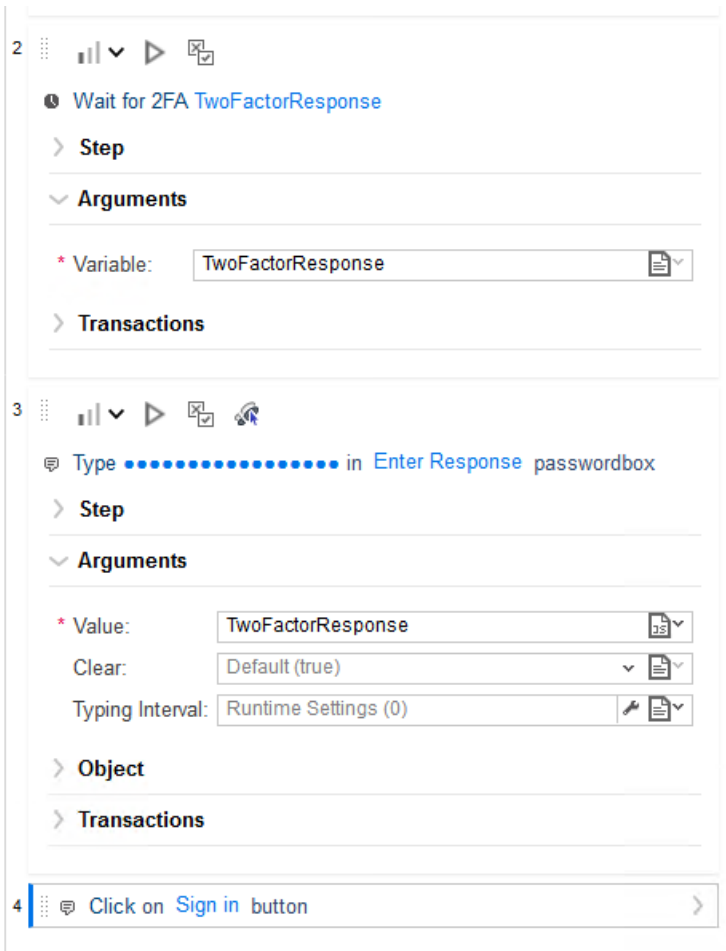 2
Wait for 2FA TwoFactorResponse
Step
Arguments
* Variable: TwoFactorResponse
Transactions
3
Type ●●●●●●●●●●●●●●●●● in Enter Response passwordbox
Step
Arguments
* Value: TwoFactorResponse JS
Clear: Default (true)
Typing Interval: Runtime Settings (0)
Object
Transactions
4 Click on Sign in button